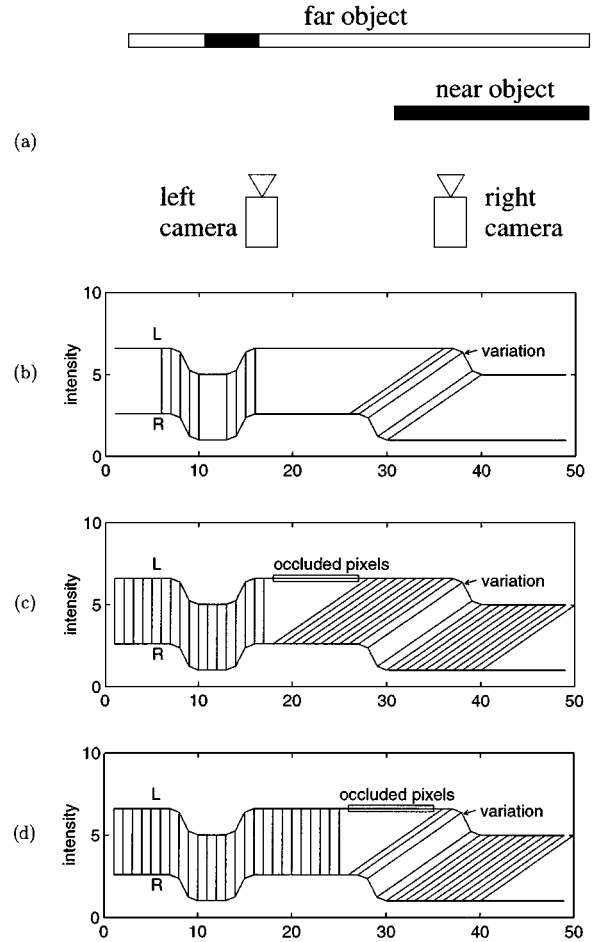 far object
near object
(a)
left
camera
right
camera
(b)
10
5
0
intensity
L
R
variation
0 10 20 30 40 50
(c)
10
5
0
intensity
L
R
occluded pixels
variation
0 10 20 30 40 50
(d)
10
5
0
intensity
L
R
occluded pixels
variation
0 10 20 30 40 50